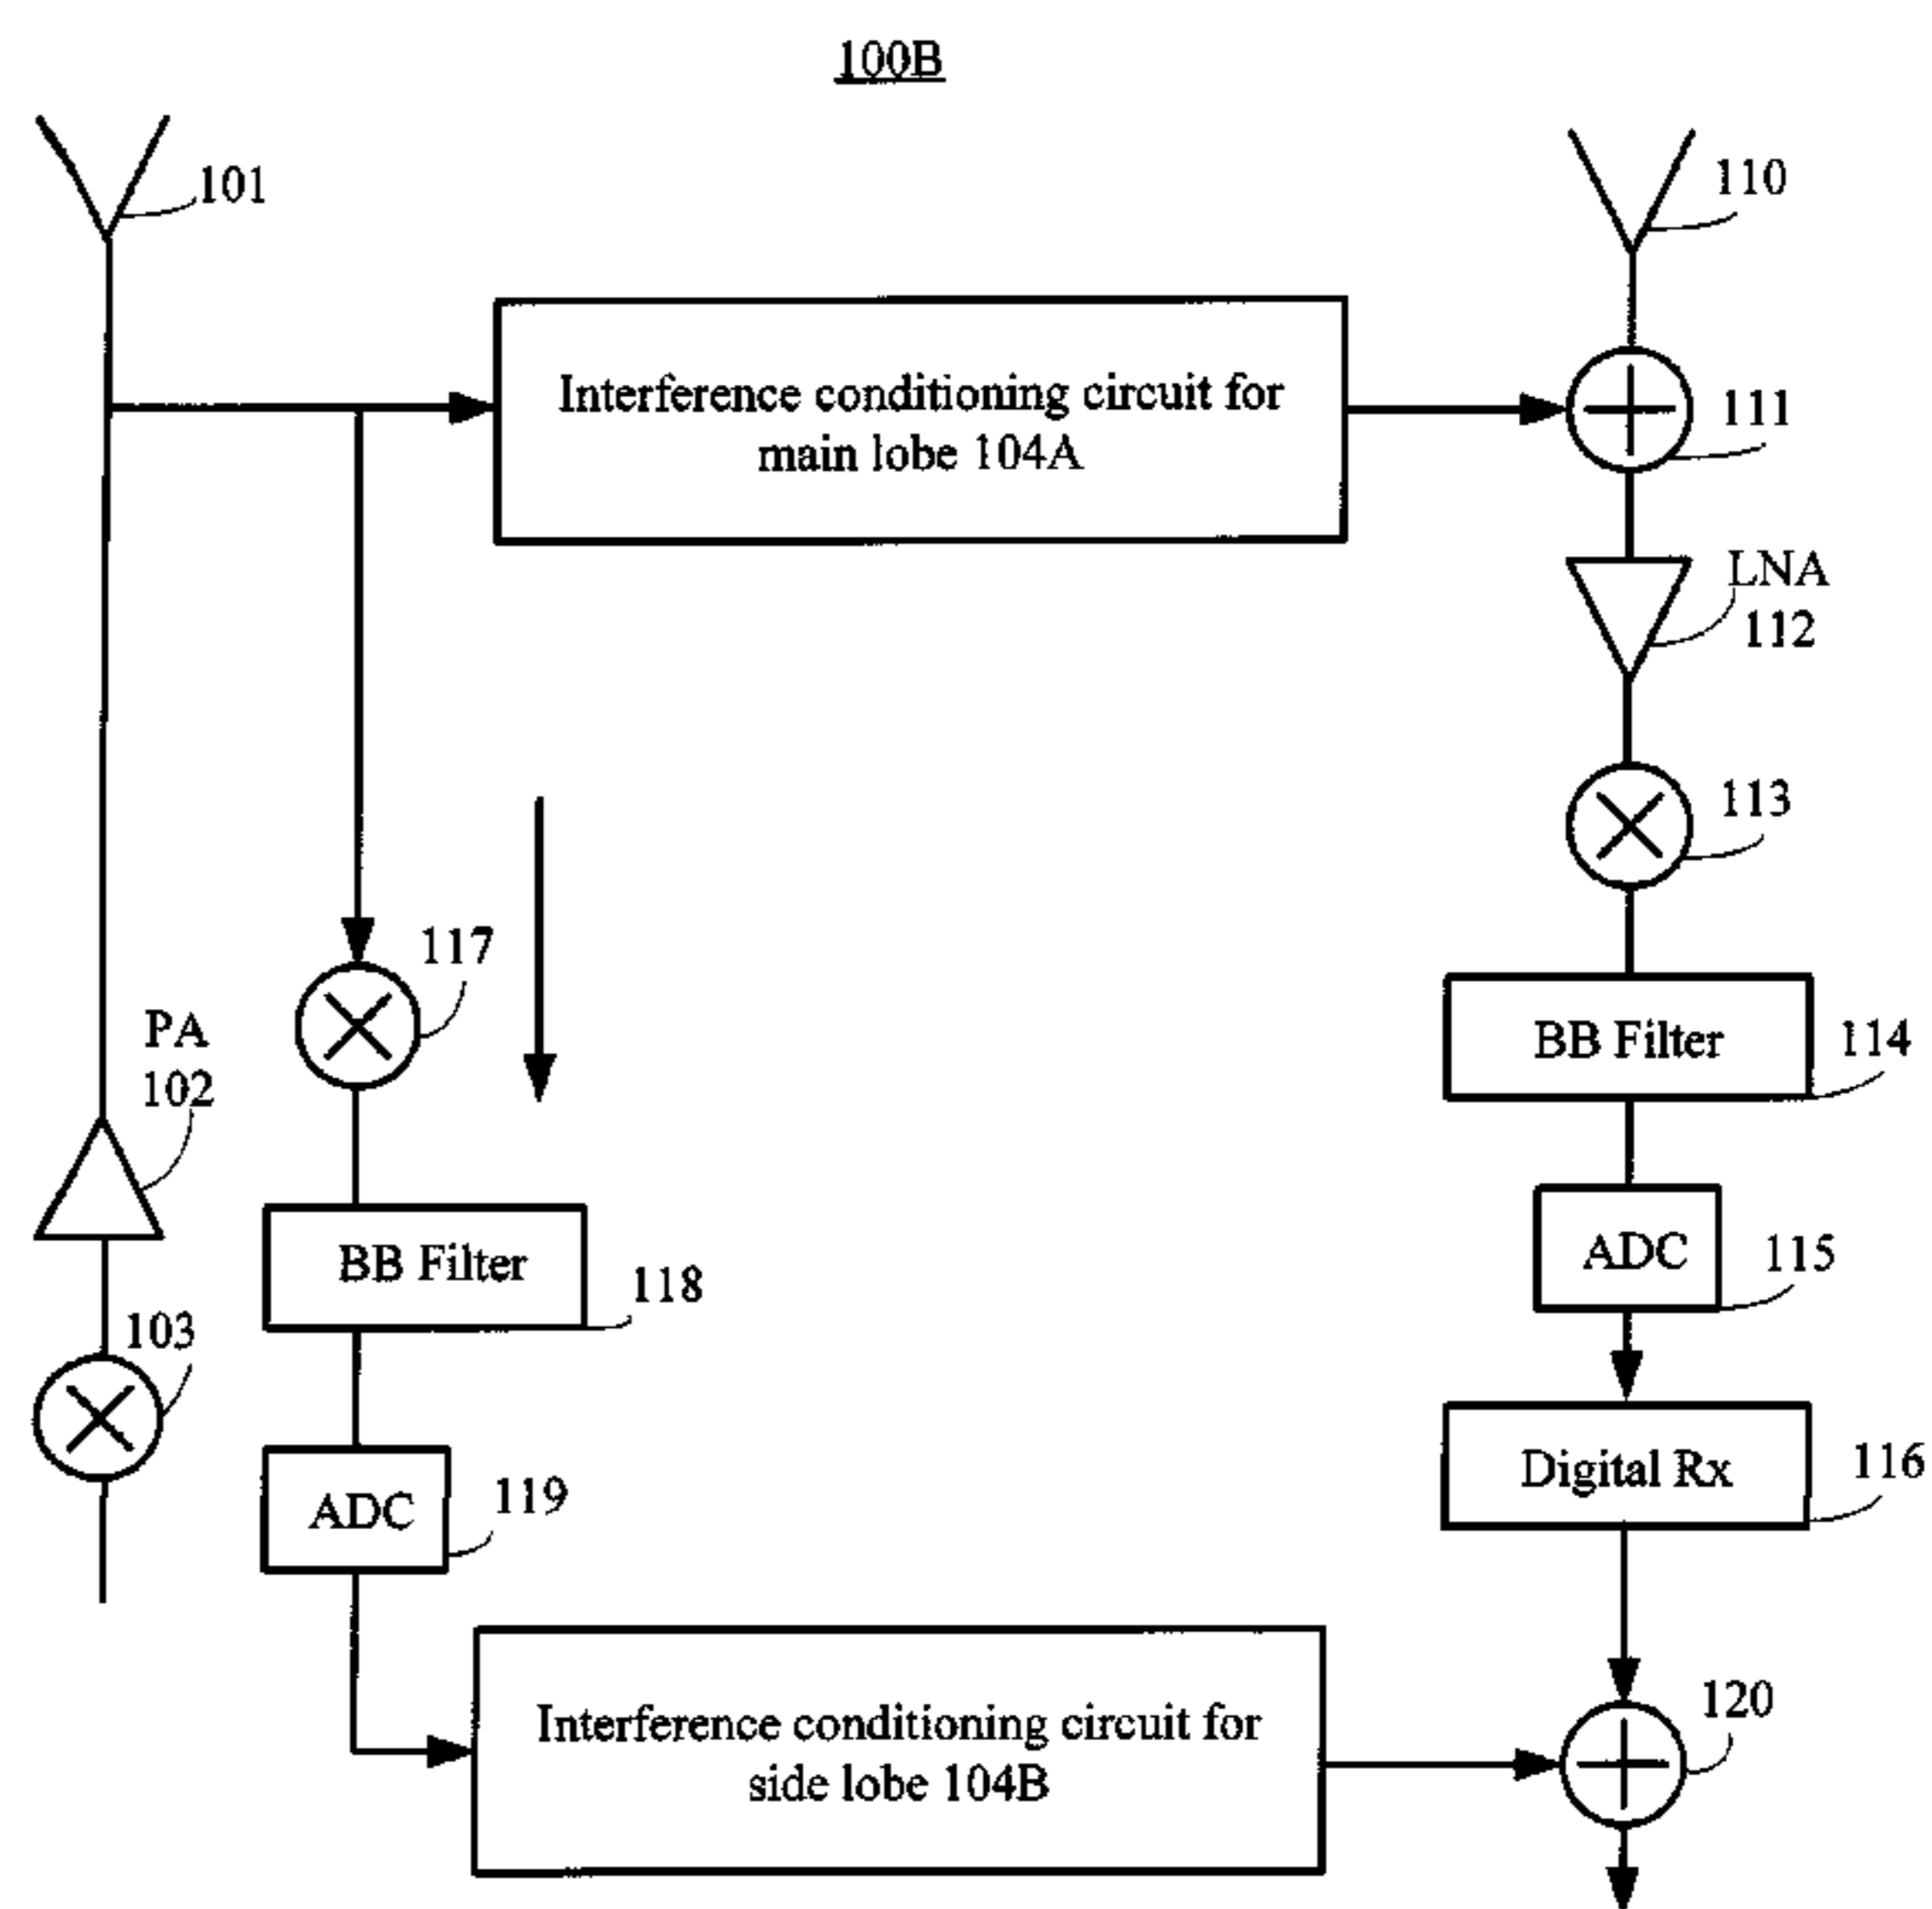 100B
101
110
Interference conditioning circuit for
main lobe 104A
111
LNA
112
113
117
PA
102
BB Filter
114
BB Filter
118
ADC
115
103
Digital Rx
116
ADC
119
Interference conditioning circuit for
side lobe 104B
120